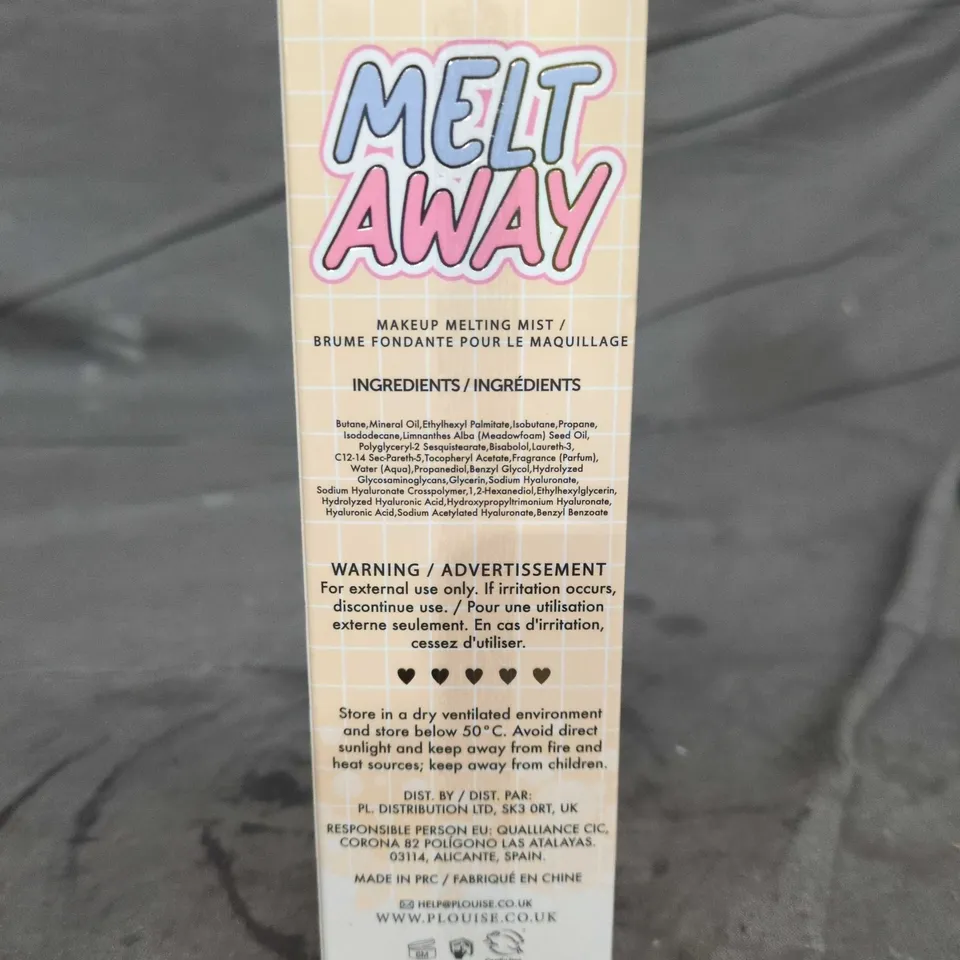 MELT
AWAY
MAKEUP MELTING MIST /
BRUME FONDANTE POUR LE MAQUILLAGE
INGREDIENTS / INGRÉDIENTS
Butane,Mineral Oil,Ethylhexyl Palmitate,Isobutane,Propane,
Isododecane,Limnanthes Alba (Meadowfoam) Seed Oil,
Polyglyceryl-2 Sesquistearate,Bisabolol,Laureth-3,
C12-14 Sec-Pareth-5,Tocopheryl Acetate,Fragrance (Parfum),
Water (Aqua),Propanediol,Benzyl Glycol,Hydrolyzed
Glycosaminoglycans,Glycerin,Sodium Hyaluronate,
Sodium Hyaluronate Crosspolymer,1,2-Hexanediol,Ethylhexylglycerin,
Hydrolyzed Hyaluronic Acid,Hydroxypropyltrimonium Hyaluronate,
Hyaluronic Acid,Sodium Acetylated Hyaluronate,Benzyl Benzoate
WARNING / ADVERTISSEMENT
For external use only. If irritation occurs,
discontinue use. / Pour une utilisation
externe seulement. En cas d'irritation,
cessez d'utiliser.
Store in a dry ventilated environment
and store below 50°C. Avoid direct
sunlight and keep away from fire and
heat sources; keep away from children.
DIST. BY / DIST. PAR:
PL. DISTRIBUTION LTD, SK3 0RT, UK
RESPONSIBLE PERSON EU: QUALLIANCE CIC,
CORONA 82 POLÍGONO LAS ATALAYAS.
03114, ALICANTE, SPAIN.
MADE IN PRC / FABRIQUÉ EN CHINE
HELP@PLOUISE.CO.UK
WWW.PLOUISE.CO.UK
6M